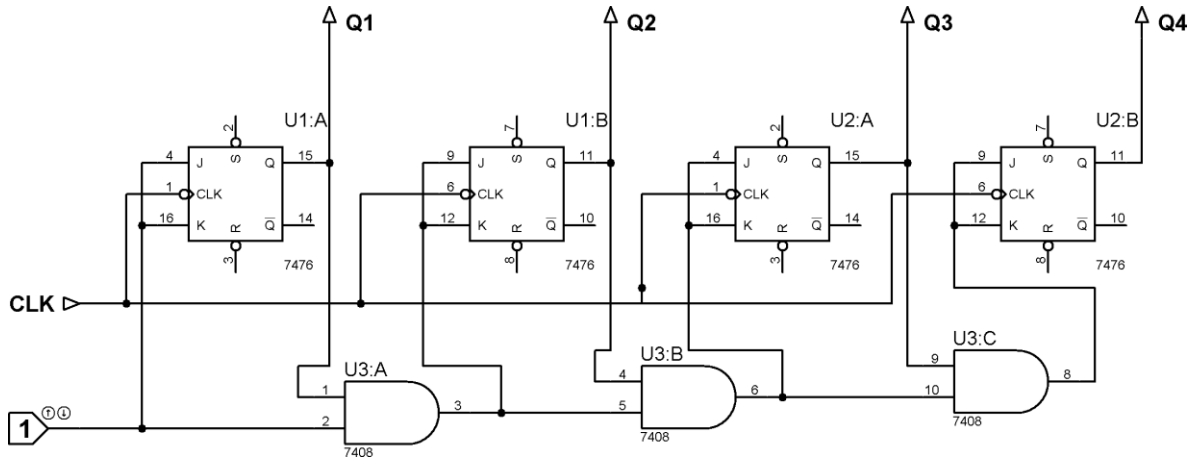 Q1 Q2 Q3 Q4
U1:A U1:B U2:A U2:B
2 7 2 7
4 J S Q 15 9 J S Q 11 4 J S Q 15 9 J S Q 11
1 CLK 6 CLK 1 CLK 6 CLK
16 K R Q 14 12 K R Q 10 16 K R Q 14 12 K R Q 10
3 8 3 8
7476 7476 7476 7476
CLK
U3:A U3:B U3:C
1 2 3 4 5 6 9 10 8
7408 7408 7408
1